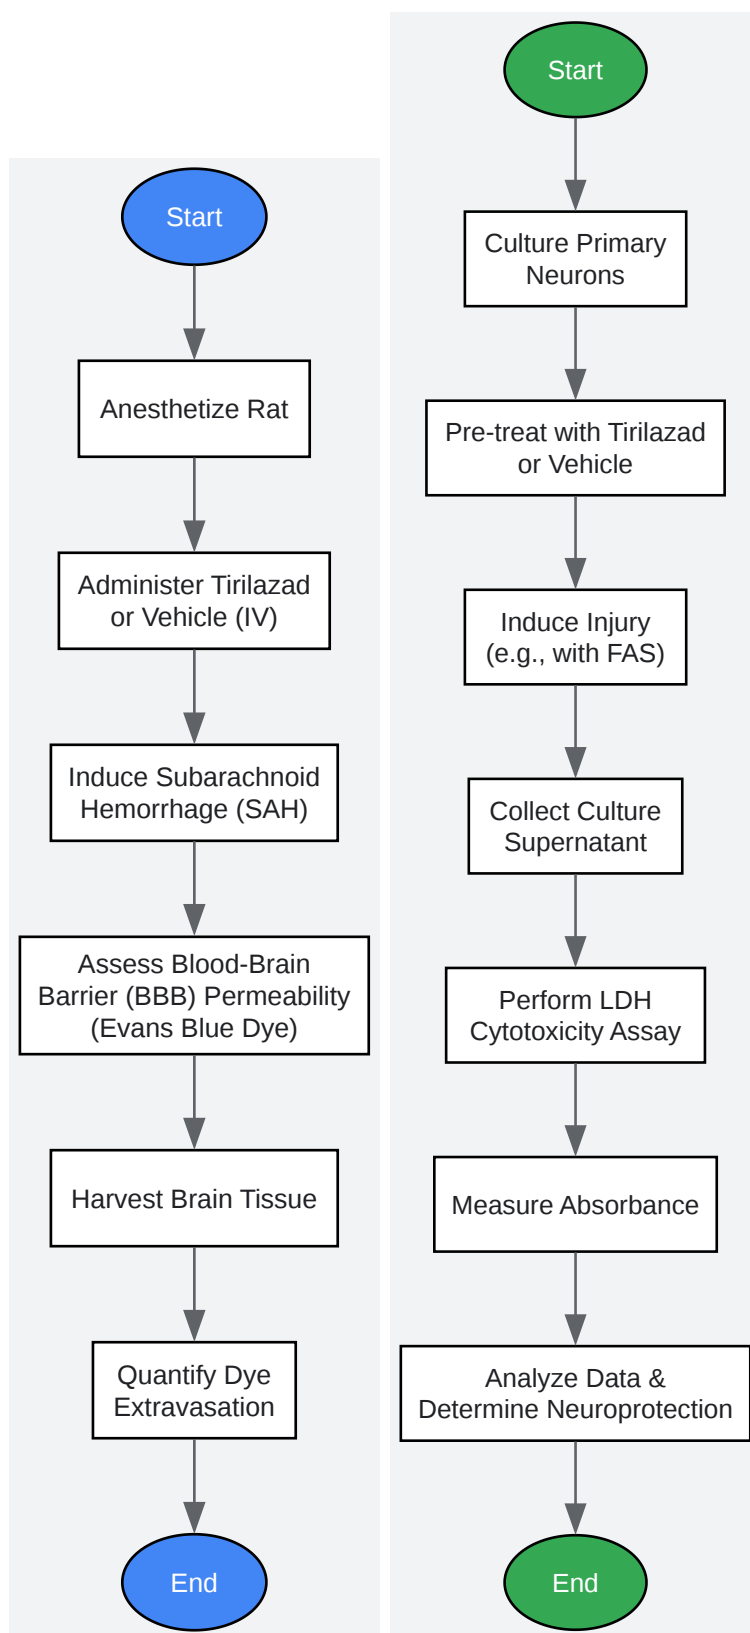 Start
Anesthetize Rat
Administer Tirilazad
or Vehicle (IV)
Induce Subarachnoid
Hemorrhage (SAH)
Assess Blood-Brain
Barrier (BBB) Permeability
(Evans Blue Dye)
Harvest Brain Tissue
Quantify Dye
Extravasation
End
Start
Culture Primary
Neurons
Pre-treat with Tirilazad
or Vehicle
Induce Injury
(e.g., with FAS)
Collect Culture
Supernatant
Perform LDH
Cytotoxicity Assay
Measure Absorbance
Analyze Data &
Determine Neuroprotection
End